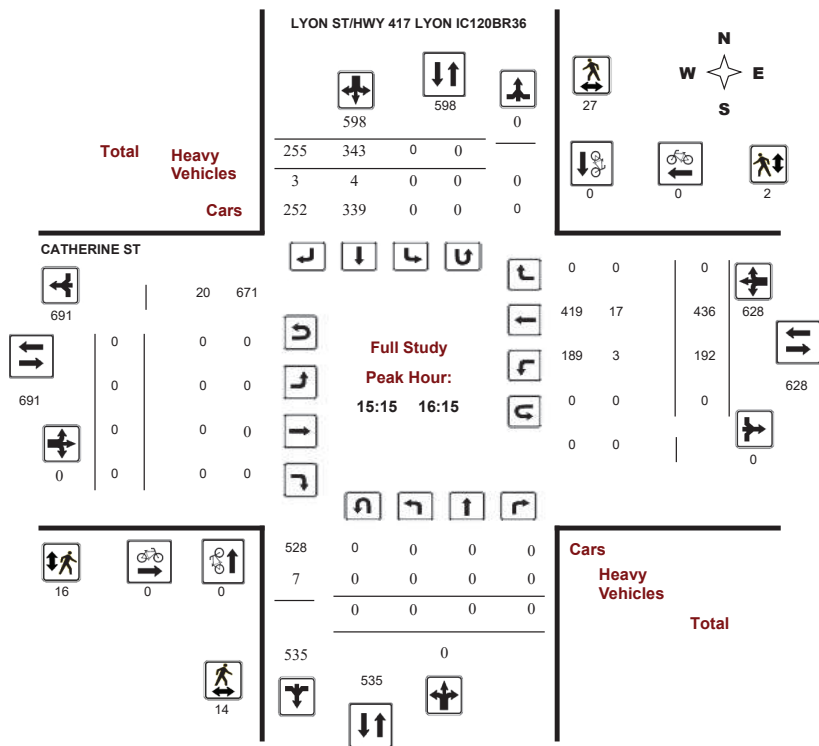 LYON ST/HWY 417 LYON IC120BR36
N
W E
S
598
598
0
27
Total
Heavy
Vehicles
Cars
255 343 0 0
3 4 0 0 0
252 339 0 0 0
0 0 2
CATHERINE ST
691
20 671
0 0 0
691
0 0 0
0 0 0
0
0 0 0
Full Study
Peak Hour:
15:15 16:15
0 0 0
419 17 436
628
189 3 192
628
0 0 0
0 0
0
16 0 0
528 0 0 0 0
7 0 0 0 0
0 0 0 0
535 0
535
14
Cars
Heavy
Vehicles
Total